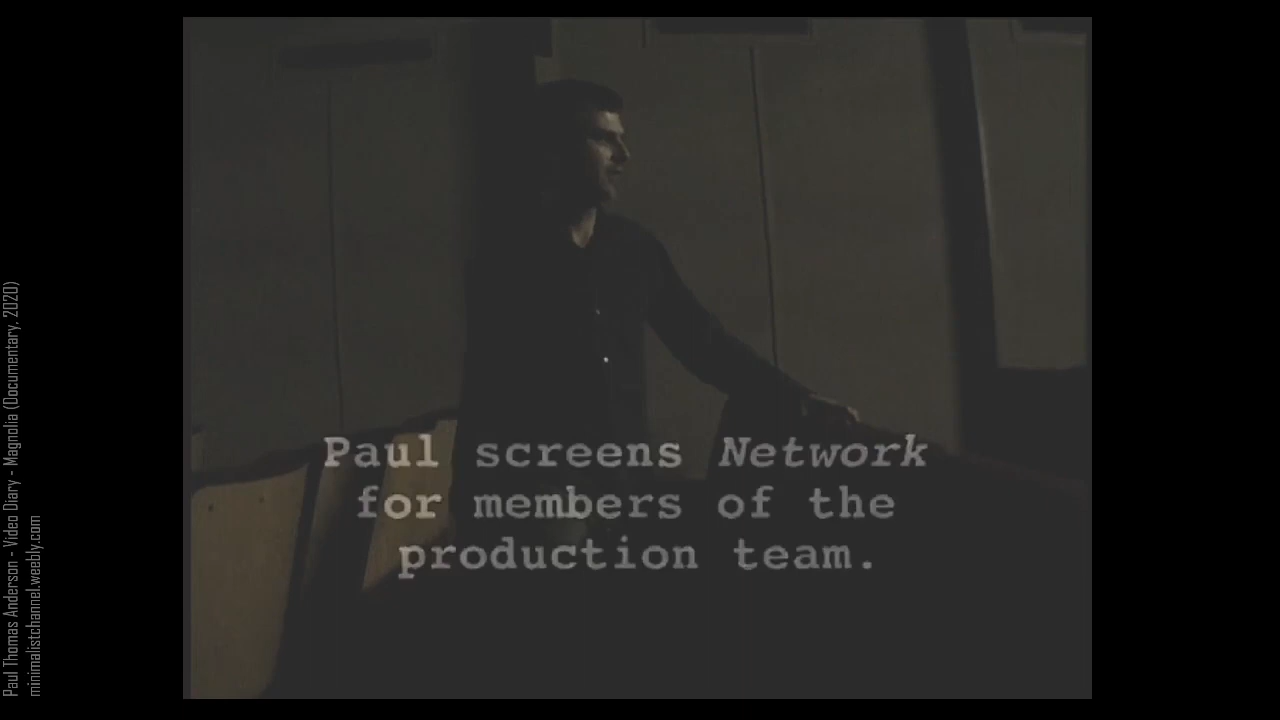 Paul screens Network
for members of the
production team.
Paul Thomas Anderson - Video Diary - Magnolia (Documentary, 2020)
minimalistchannel.weebly.com